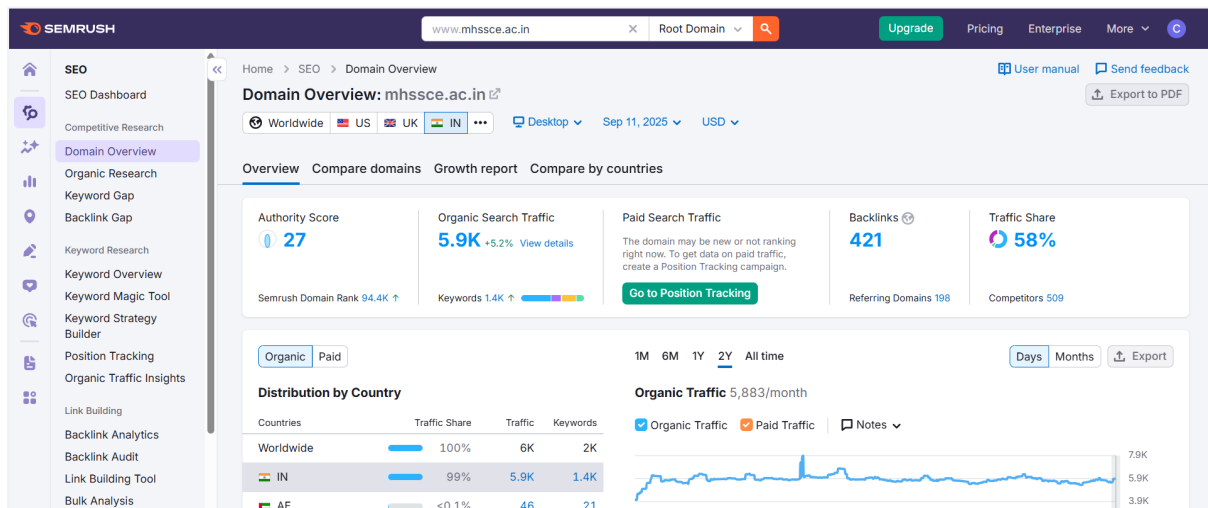 SEMRUSH
www.mhssce.ac.in
Root Domain
Upgrade
Pricing
Enterprise
More
C
SEO
SEO Dashboard
Competitive Research
Domain Overview
Organic Research
Keyword Gap
Backlink Gap
Keyword Research
Keyword Overview
Keyword Magic Tool
Keyword Strategy
Builder
Position Tracking
Organic Traffic Insights
Link Building
Backlink Analytics
Backlink Audit
Link Building Tool
Bulk Analysis
Home > SEO > Domain Overview
User manual
Send feedback
Domain Overview: mhssce.ac.in
Export to PDF
Worldwide US UK IN •••
Desktop
Sep 11, 2025
USD
Overview Compare domains Growth report Compare by countries
Authority Score
27
Semrush Domain Rank 94.4K ↑
Organic Search Traffic
5.9K +5.2% View details
Keywords 1.4K ↑
Paid Search Traffic
The domain may be new or not ranking
right now. To get data on paid traffic,
create a Position Tracking campaign.
Go to Position Tracking
Backlinks
421
Referring Domains 198
Traffic Share
58%
Competitors 509
Organic Paid
Distribution by Country
Countries Traffic Share Traffic Keywords
Worldwide 100% 6K 2K
IN 99% 5.9K 1.4K
AE <0.1% 46 21
1M 6M 1Y 2Y All time
Days Months
Export
Organic Traffic 5,883/month
Organic Traffic Paid Traffic Notes
7.9K
5.9K
3.9K